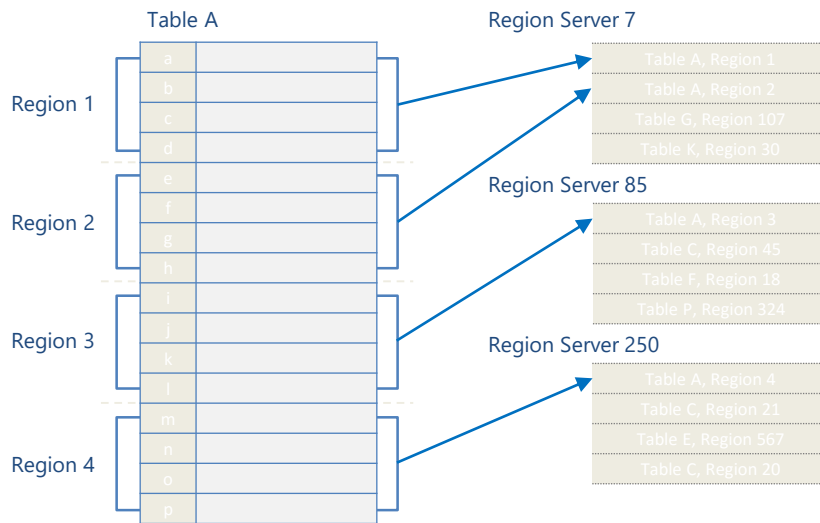 Table A
Region 1
Region 2
Region 3
Region 4
a
b
c
d
e
f
g
h
i
j
k
l
m
n
o
p
Region Server 7
Table A, Region 1
Table A, Region 2
Table G, Region 107
Table K, Region 30
Region Server 85
Table A, Region 3
Table C, Region 45
Table F, Region 18
Table P, Region 324
Region Server 250
Table A, Region 4
Table C, Region 21
Table E, Region 567
Table C, Region 20